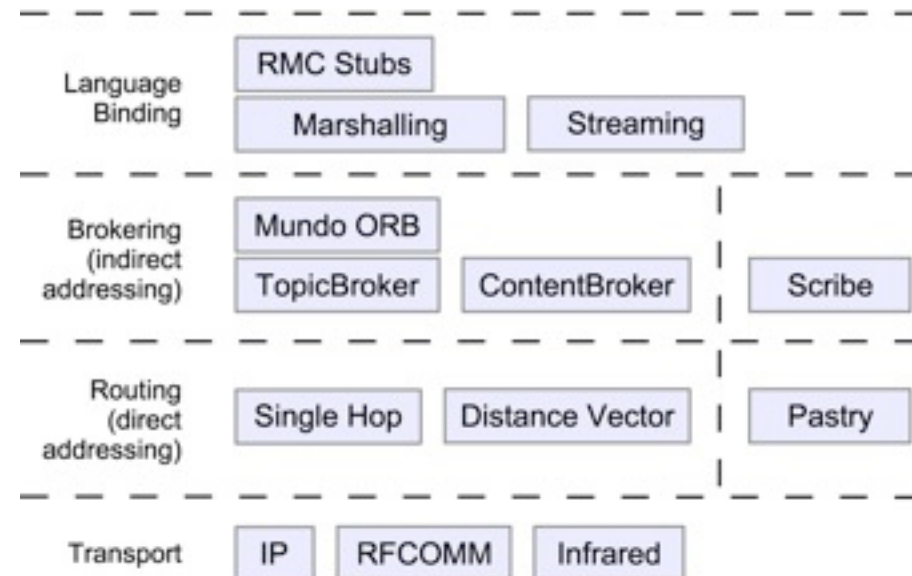 Language
Binding
RMC Stubs
Marshalling
Streaming
Brokering
(indirect
addressing)
Mundo ORB
TopicBroker
ContentBroker
Scribe
Routing
(direct
addressing)
Single Hop
Distance Vector
Pastry
Transport
IP
RFCOMM
Infrared